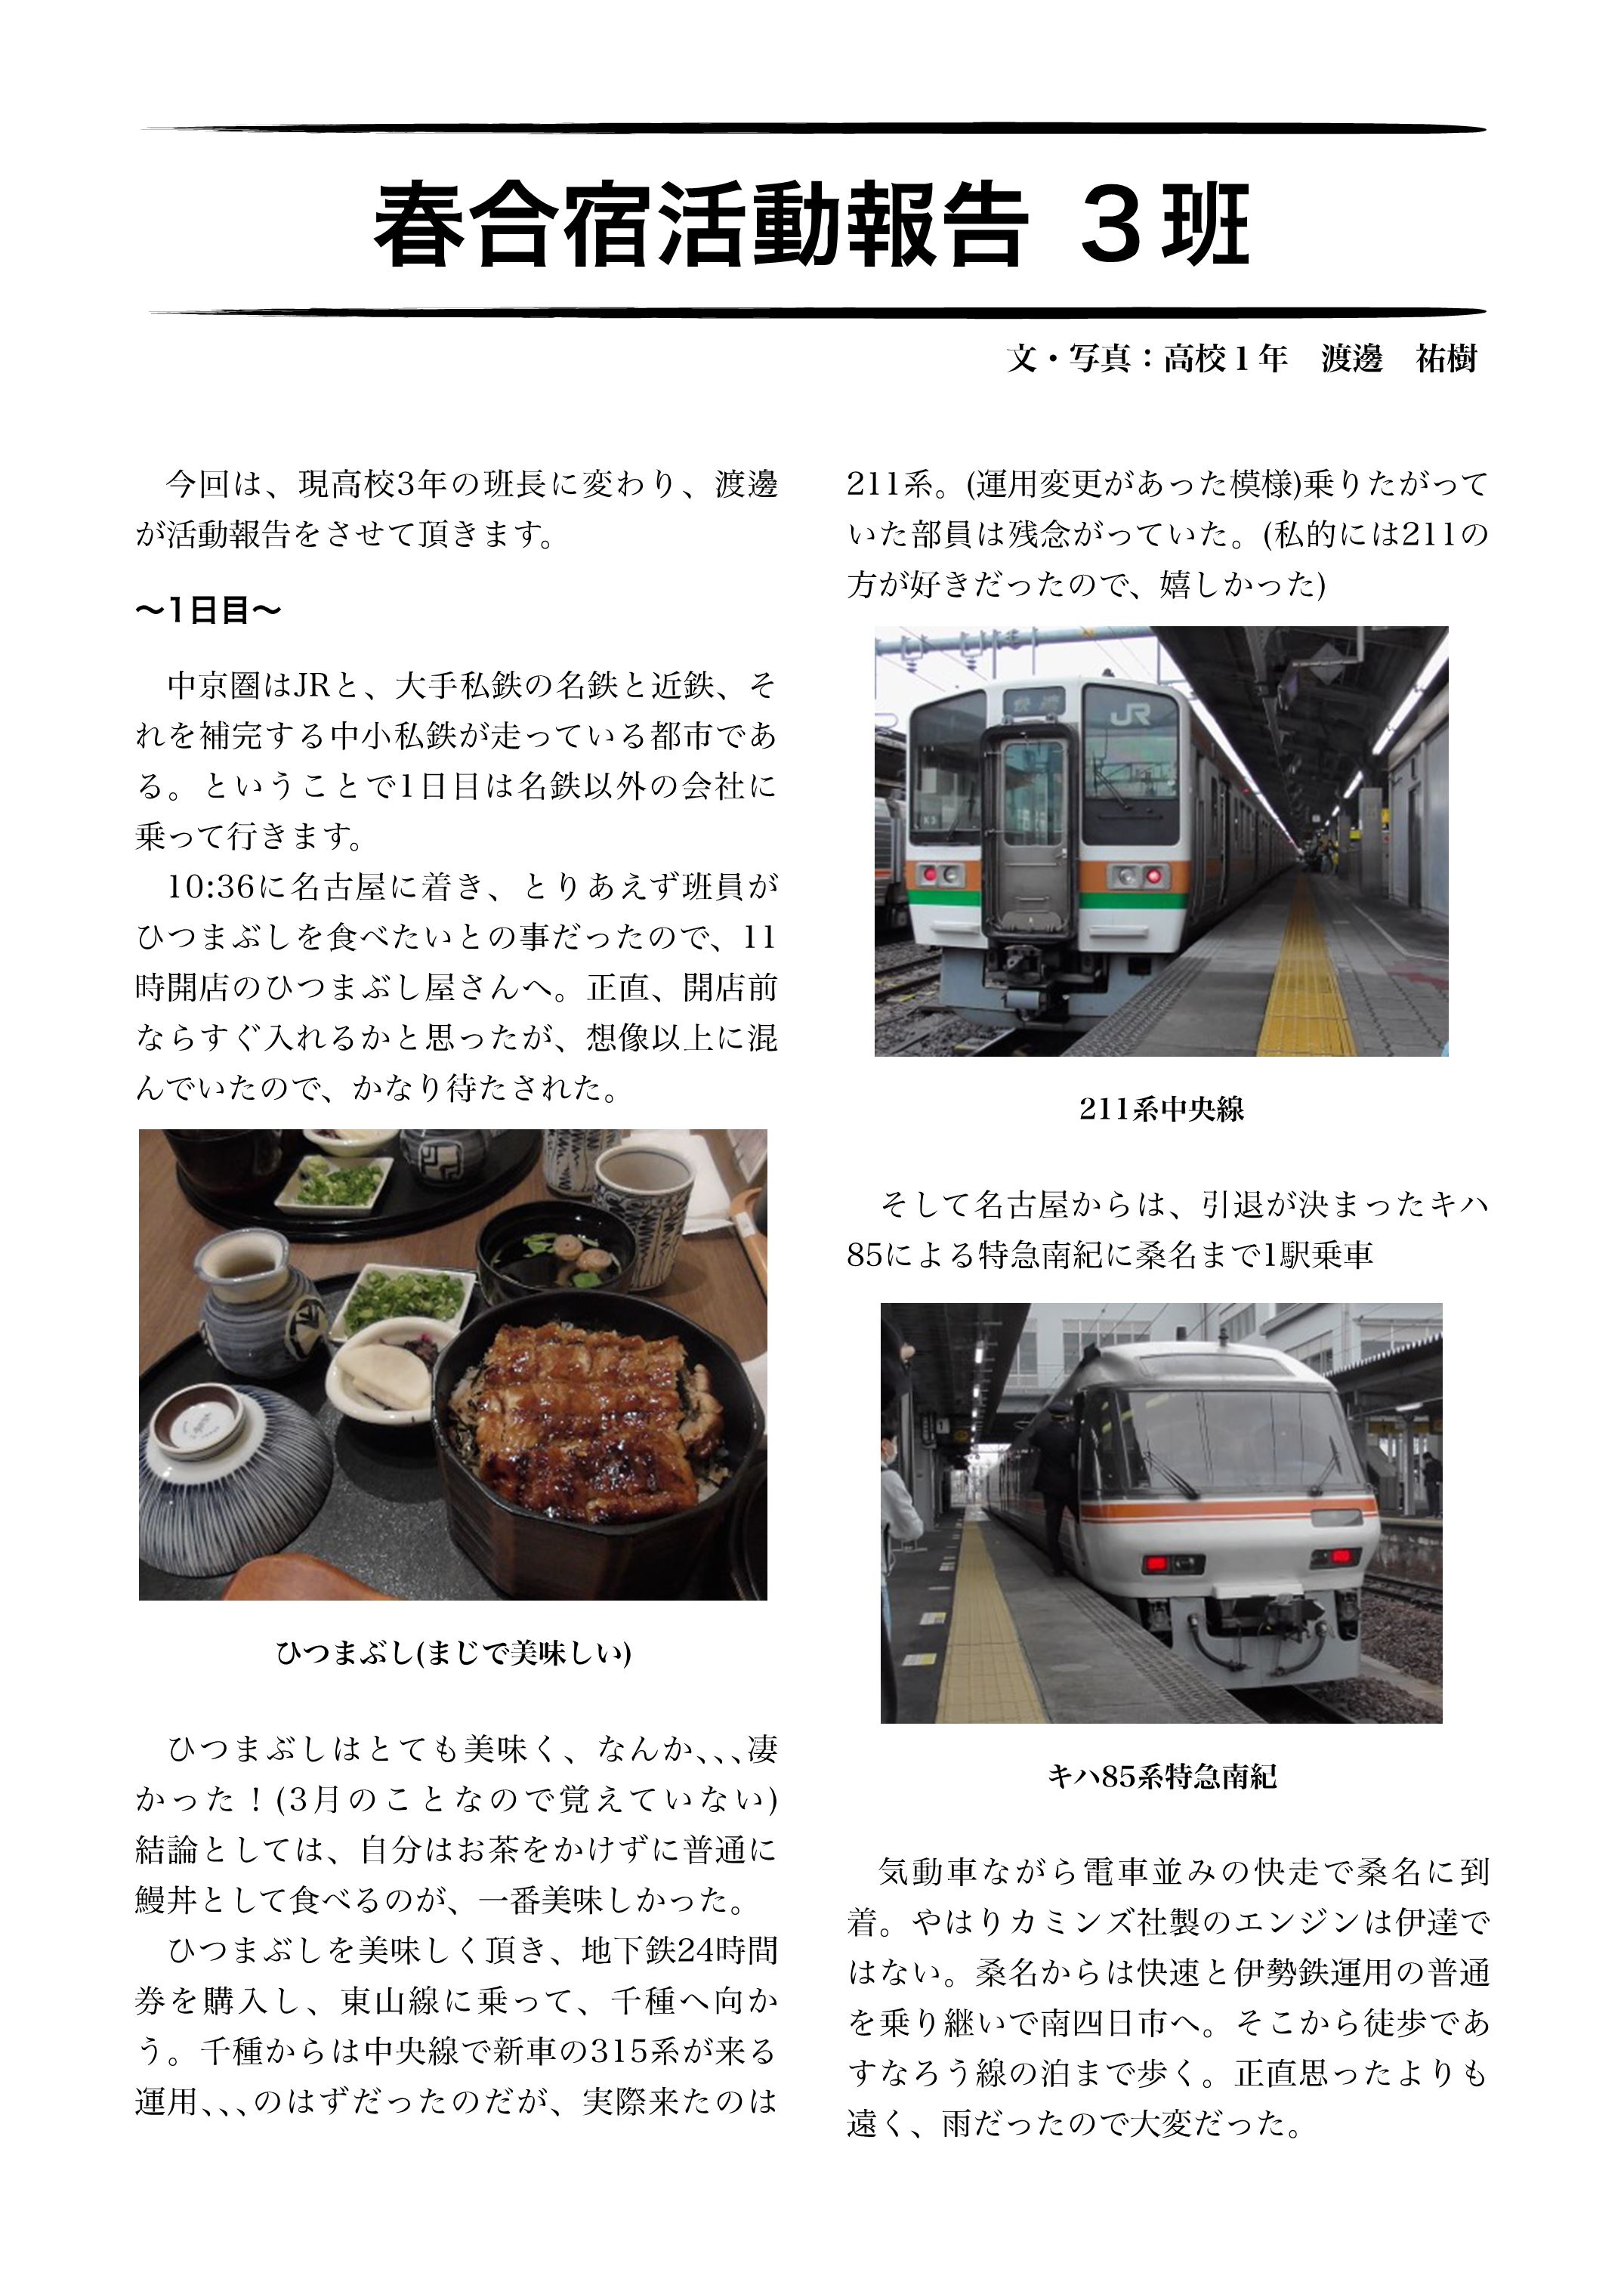 春合宿活動報告 ３班
文・写真：高校１年　渡邊　祐樹
今回は、現高校3年の班長に変わり、渡邊
が活動報告をさせて頂きます。
〜1日目〜
中京圏はJRと、大手私鉄の名鉄と近鉄、そ
れを補完する中小私鉄が走っている都市であ
る。ということで1日目は名鉄以外の会社に
乗って行きます。
10:36に名古屋に着き、とりあえず班員が
ひつまぶしを食べたいとの事だったので、11
時開店のひつまぶし屋さんへ。正直、開店前
ならすぐ入れるかと思ったが、想像以上に混
んでいたので、かなり待たされた。
ひつまぶし(まじで美味しい)
ひつまぶしはとても美味く、なんか、、、凄
かった！(3月のことなので覚えていない)
結論としては、自分はお茶をかけずに普通に
鰻丼として食べるのが、一番美味しかった。
ひつまぶしを美味しく頂き、地下鉄24時間
券を購入し、東山線に乗って、千種へ向か
う。千種からは中央線で新車の315系が来る
運用、、、のはずだったのだが、実際来たのは
211系。(運用変更があった模様)乗りたがって
いた部員は残念がっていた。(私的には211の
方が好きだったので、嬉しかった)
JR
K3
211系中央線
そして名古屋からは、引退が決まったキハ
85による特急南紀に桑名まで1駅乗車
1
キハ85系特急南紀
気動車ながら電車並みの快走で桑名に到
着。やはりカミンズ社製のエンジンは伊達で
はない。桑名からは快速と伊勢鉄運用の普通
を乗り継いで南四日市へ。そこから徒歩であ
すなろう線の泊まで歩く。正直思ったよりも
遠く、雨だったので大変だった。